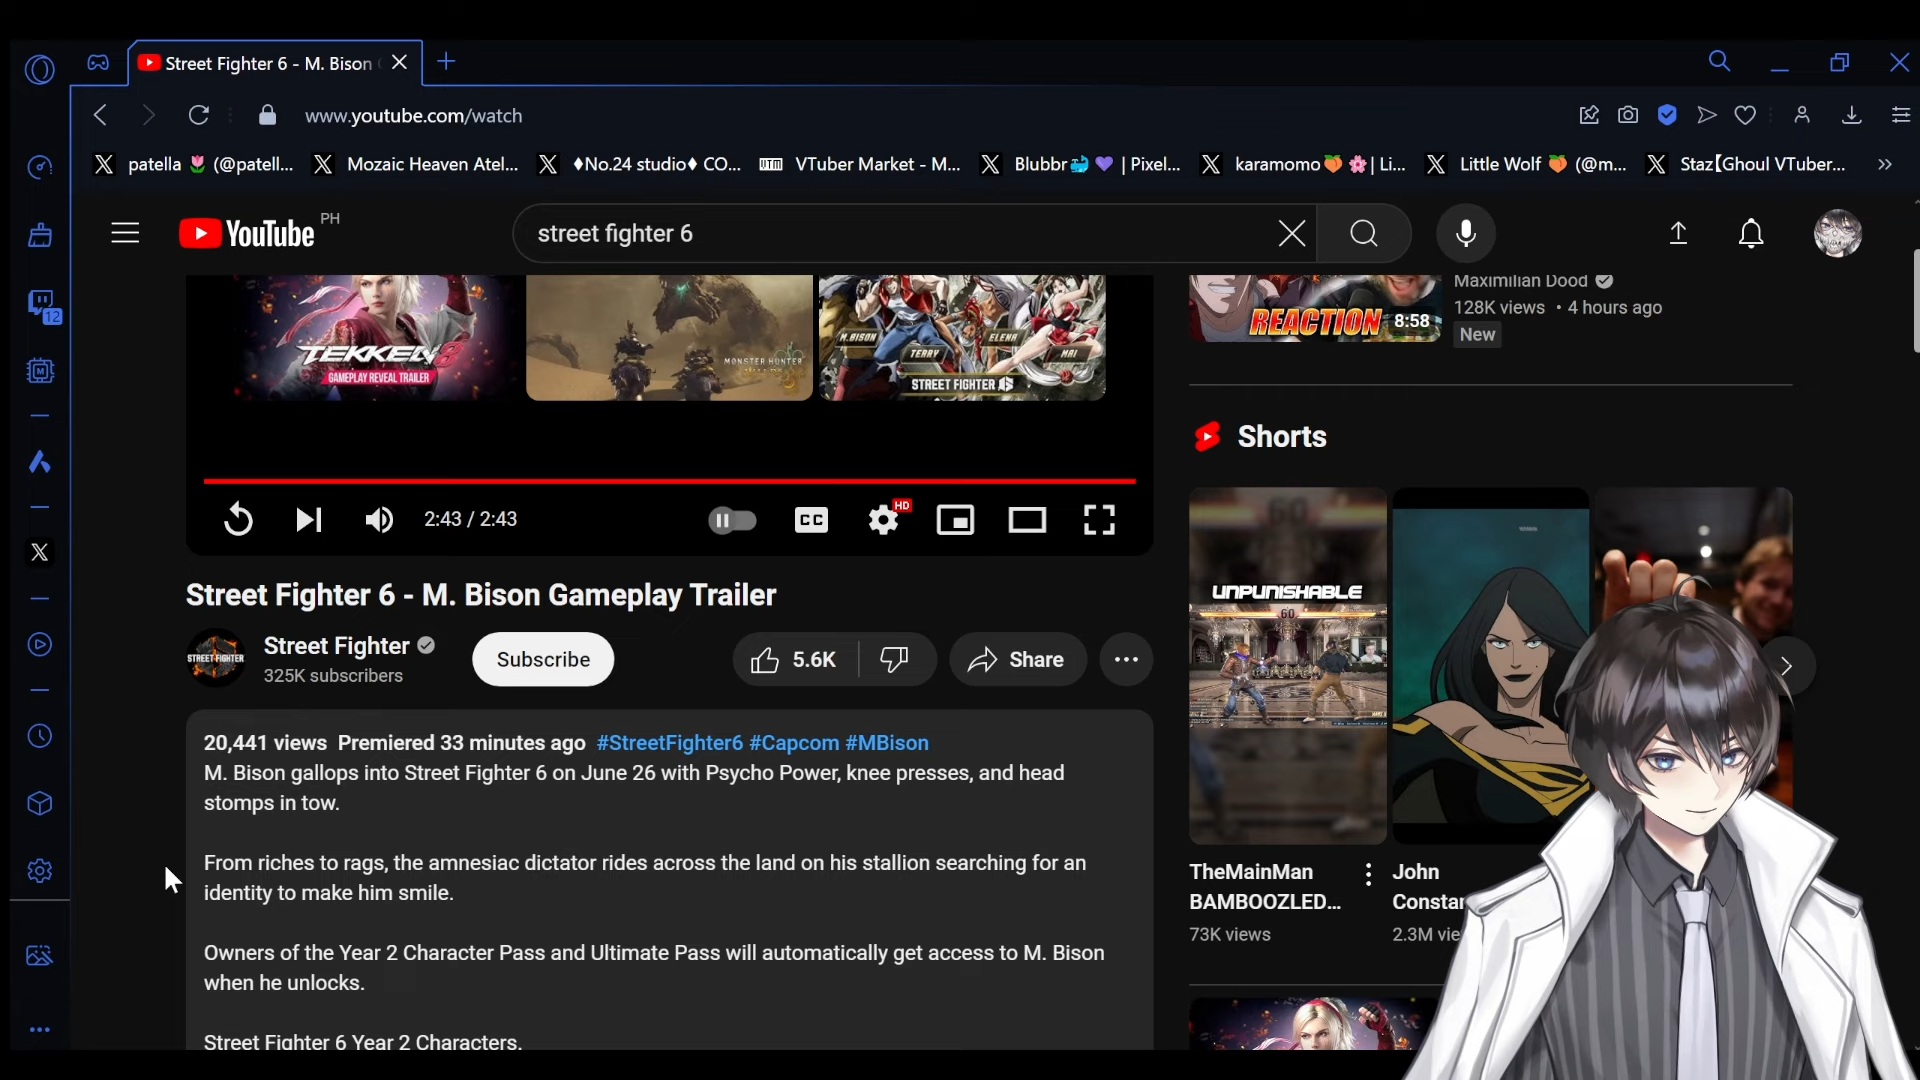 Street Fighter 6 - M. Bison
www.youtube.com/watch
patella🌷(@patell...
Mozaic Heaven Atel...
♦No.24 studio♦ CO...
VTuber Market - M...
Blubbr🐳💜 | Pixel...
karamomo🍑🌸| Li...
Little Wolf 🍑 (@m...
Staz【Ghoul VTuber...
YouTube PH
street fighter 6
12
TEKKEN 8
GAMEPLAY REVEAL TRAILER
MONSTER HUNTER
M.BISON
TERRY
ELENA
MAI
STREET FIGHTER 6
REACTION
8:58
Maximilian Dood
128K views • 4 hours ago
New
Shorts
2:43 / 2:43
CC
HD
60
UNPUNISHABLE
60
Street Fighter 6 - M. Bison Gameplay Trailer
STREET FIGHTER
Street Fighter
325K subscribers
Subscribe
5.6K
Share
20,441 views Premiered 33 minutes ago #StreetFighter6 #Capcom #MBison
M. Bison gallops into Street Fighter 6 on June 26 with Psycho Power, knee presses, and head
stomps in tow.
From riches to rags, the amnesiac dictator rides across the land on his stallion searching for an
identity to make him smile.
Owners of the Year 2 Character Pass and Ultimate Pass will automatically get access to M. Bison
when he unlocks.
Street Fighter 6 Year 2 Characters.
TheMainMan
BAMBOOZLED...
73K views
John
Constan
2.3M vie